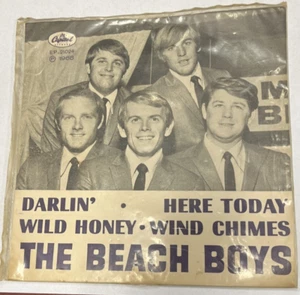 Capitol
DARLIN' • HERE TODAY
WILD HONEY • WIND CHIMES
THE BEACH BOYS